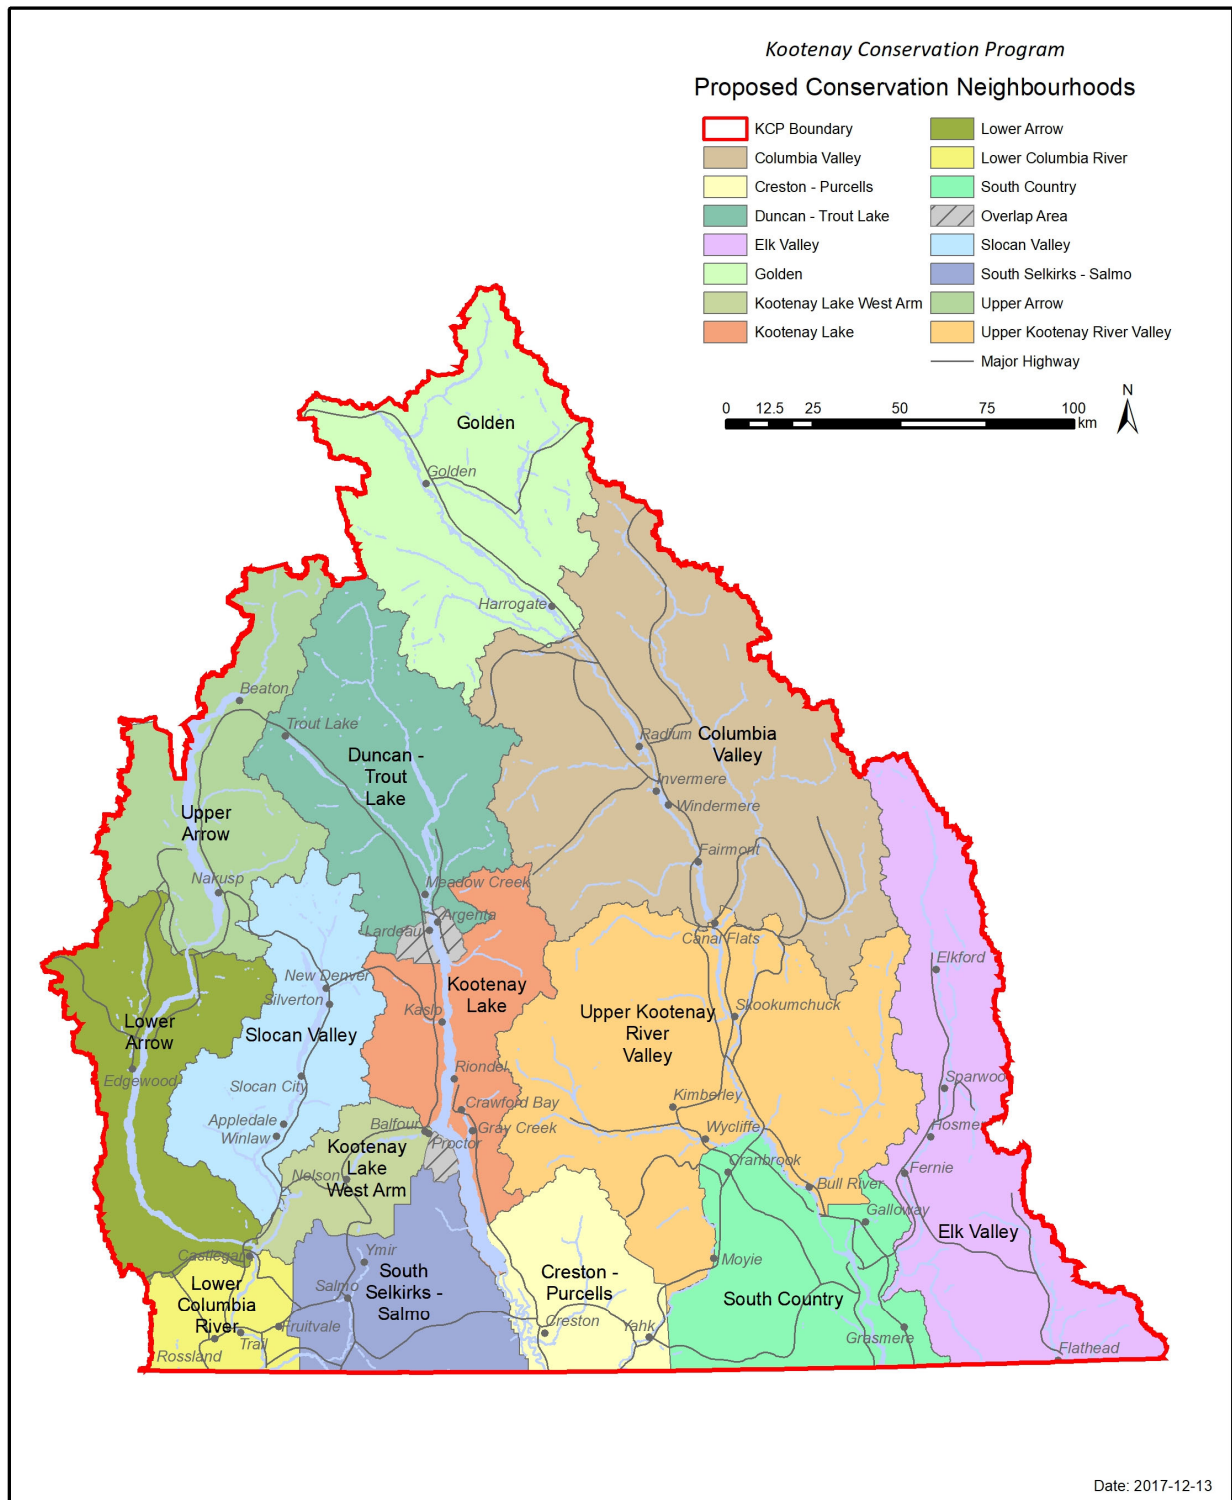 Kootenay Conservation Program
Proposed Conservation Neighbourhoods
KCP Boundary
Columbia Valley
Creston - Purcells
Duncan - Trout Lake
Elk Valley
Golden
Kootenay Lake West Arm
Kootenay Lake
Lower Arrow
Lower Columbia River
South Country
Overlap Area
Slocan Valley
South Selkirks - Salmo
Upper Arrow
Upper Kootenay River Valley
Major Highway
N
0 12.5 25 50 75 100
km
Golden
Golden
Harrogate
Beaton
Trout Lake
Duncan -
Trout
Lake
Radium
Columbia
Valley
Invermere
Windermere
Upper
Arrow
Fairmont
Nakusp
Meadow Creek
Argenta
Lardeau
Canal Flats
Elkford
New Denver
Silverton
Kootenay
Lake
Kaslo
Skookumchuck
Upper Kootenay
River
Valley
Lower
Arrow
Slocan Valley
Edgewood
Slocan City
Riondel
Sparwoo
Crawford Bay
Kimberley
Appledale
Winlaw
Balfour
Gray Creek
Hosmer
Proctor
Wycliffe
Kootenay
Lake
West Arm
Nelson
Cranbrook
Fernie
Bull River
Galloway
Elk Valley
Castlegar
Ymir
Moyie
South
Selkirks -
Salmo
Creston -
Purcells
Lower
Columbia
River
Salmo
South Country
Fruitvale
Trail
Rossland
Creston
Yahk
Grasmere
Flathead
Date: 2017-12-13